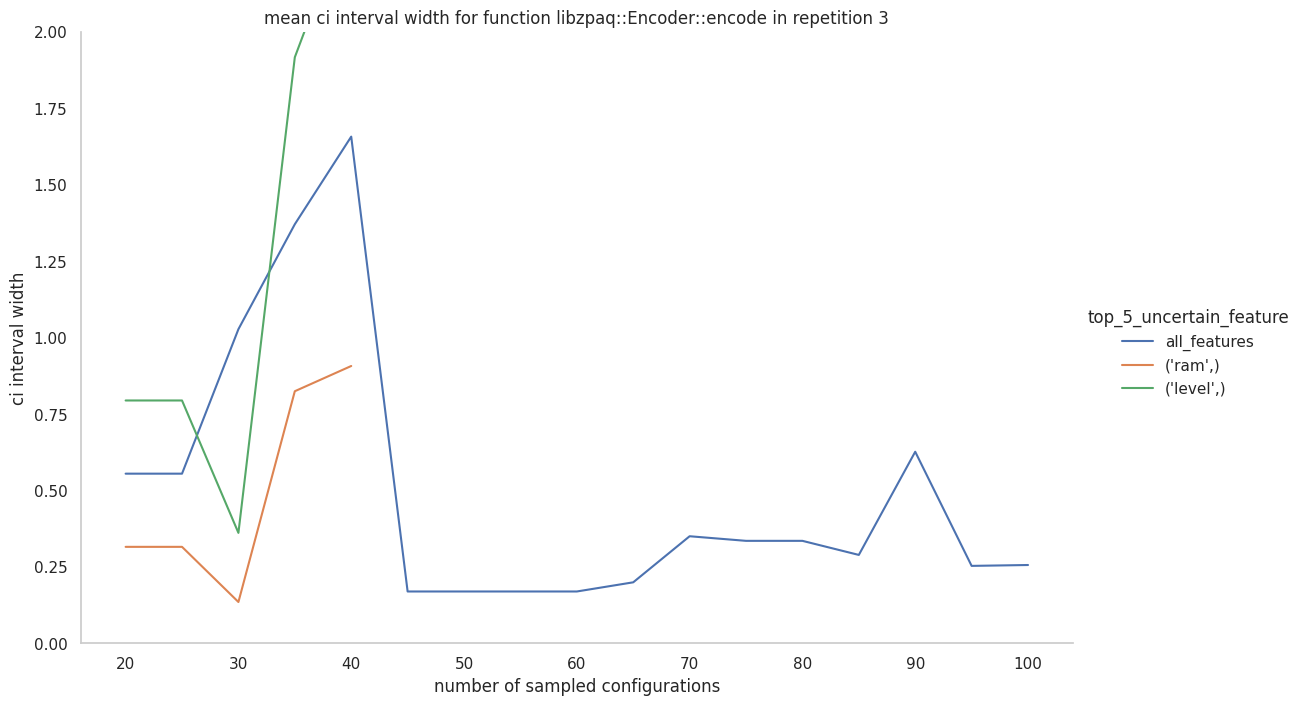 mean ci interval width for function libzpaq::Encoder::encode in repetition 3
2.00
1.75
1.50
1.25
1.00
0.75
0.50
0.25
0.00
ci interval width
20 30 40 50 60 70 80 90 100
number of sampled configurations
top_5_uncertain_feature
all_features
('ram',)
('level',)